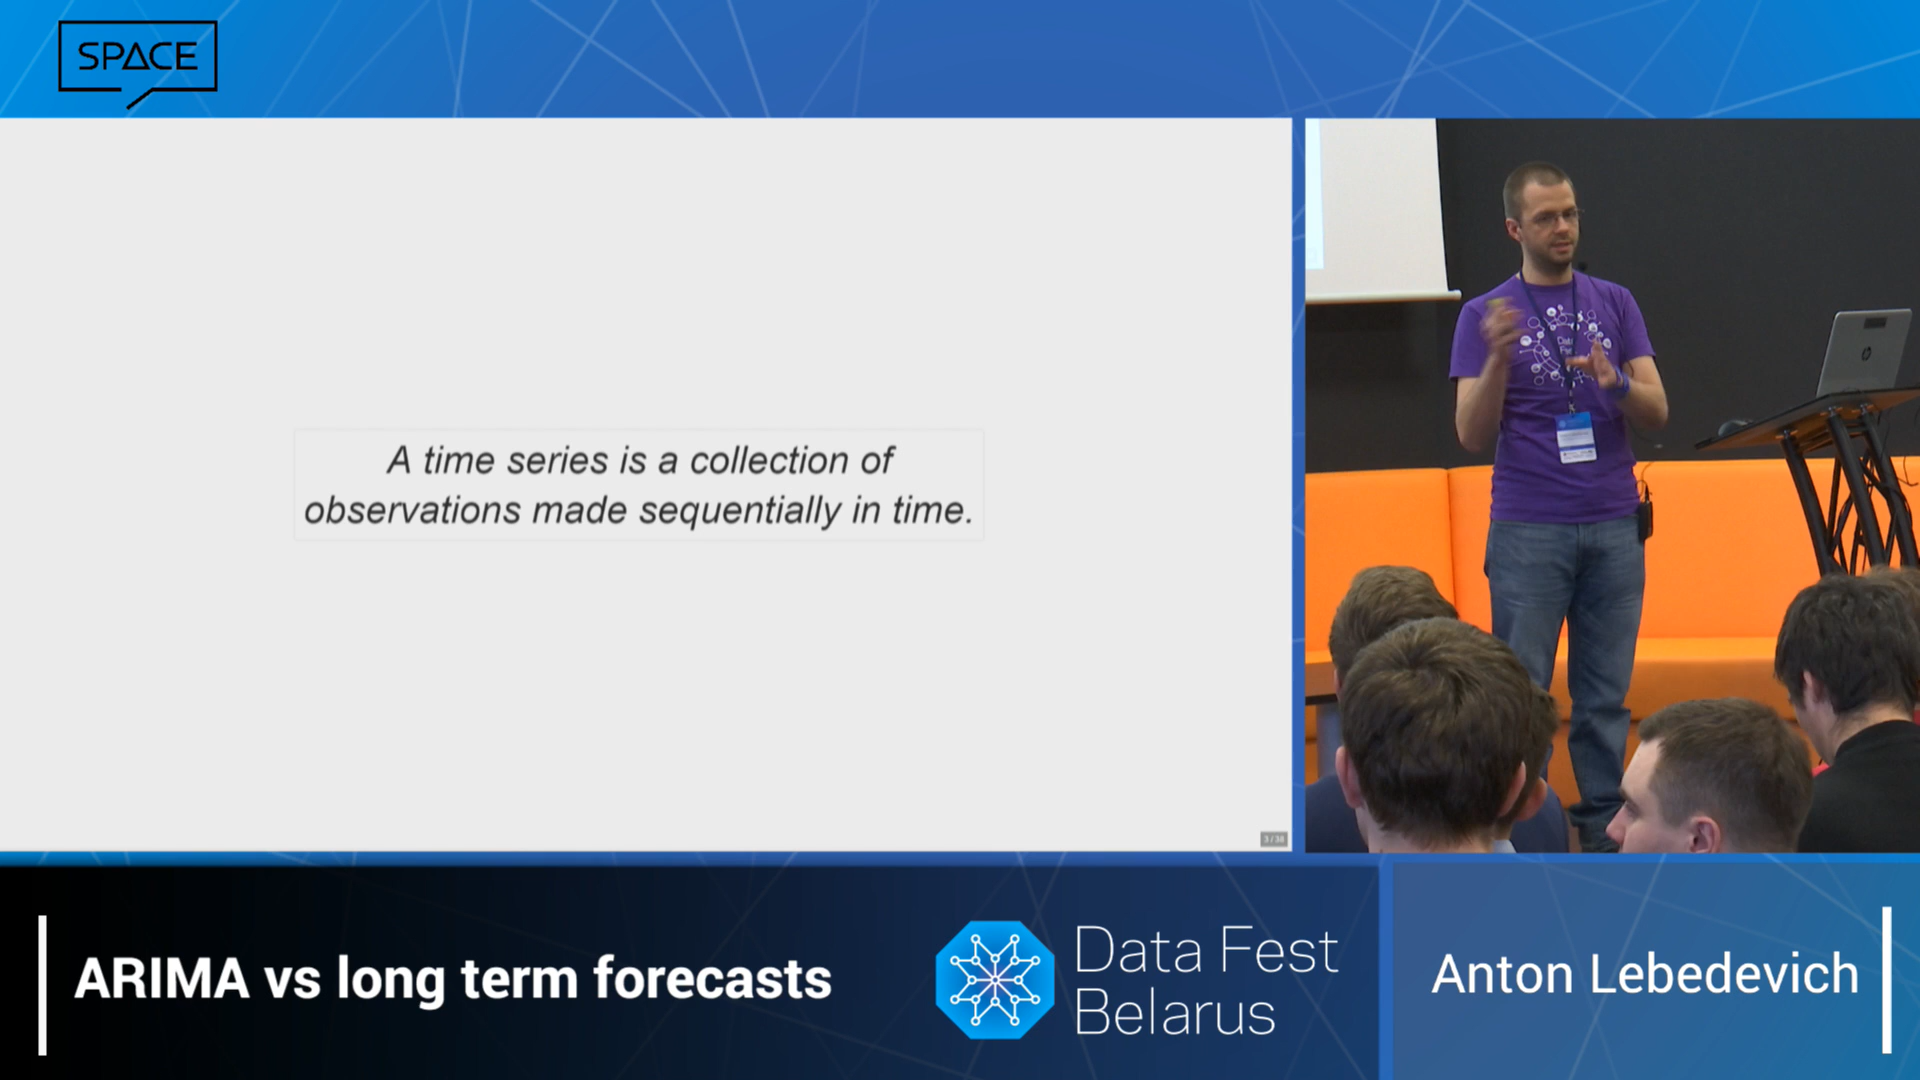 SPACE
A time series is a collection of
observations made sequentially in time.
ARIMA vs long term forecasts
Data Fest
Belarus
Anton Lebedevich